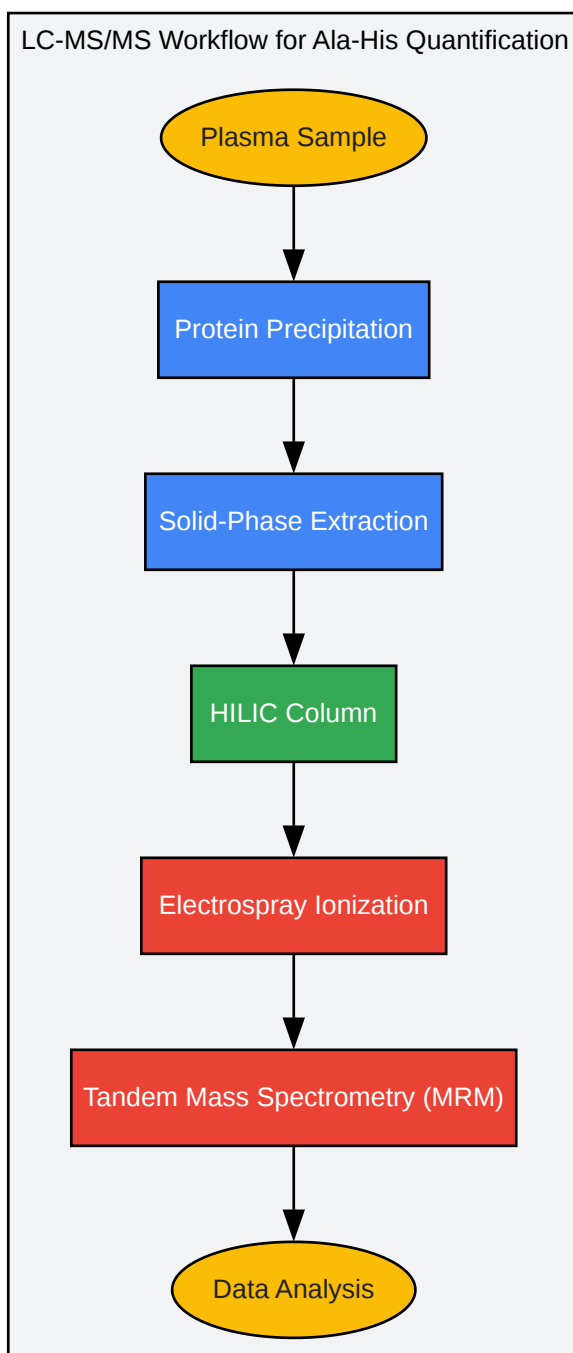 LC-MS/MS Workflow for Ala-His Quantification
Plasma Sample
Protein Precipitation
Solid-Phase Extraction
HILIC Column
Electrospray Ionization
Tandem Mass Spectrometry (MRM)
Data Analysis